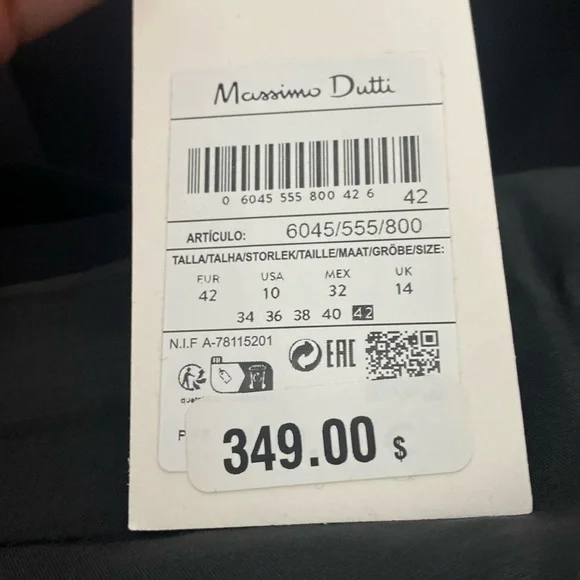 Massimo Dutti
0 6045 555 800 42 6 42
ARTÍCULO: 6045/555/800
TALLA/TALHA/STORLEK/TAILLE/MAAT/GRÖBE/SIZE:
EUR USA MEX UK
42 10 32 14
34 36 38 40 42
N.I.F A-78115201
EAC
FR
349.00 $